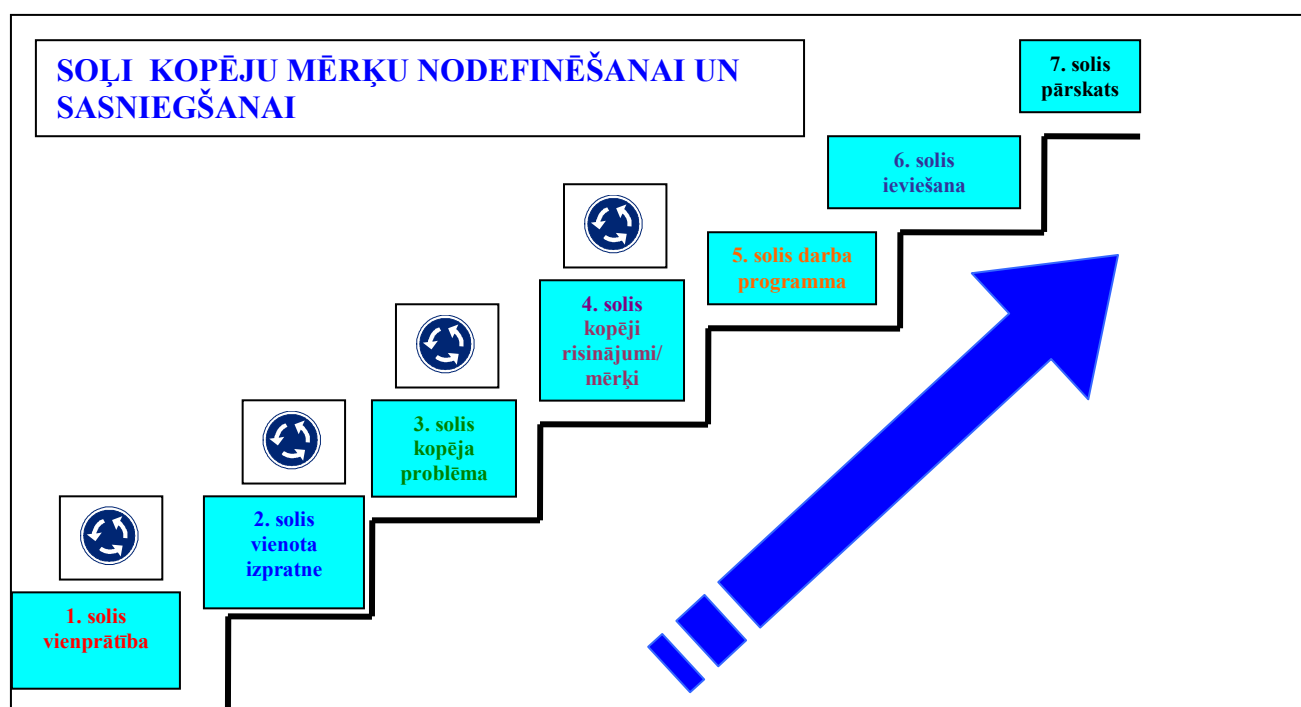 SOĻI KOPĒJU MĒRĶU NODEFINĒŠANAI UN
SASNIEGŠANAI
1. solis
vienprātība
2. solis
vienota
izpratne
3. solis
kopēja
problēma
4. solis
kopēji
risinājumi/
mērķi
5. solis darba
programma
6. solis
ieviešana
7. solis
pārskats